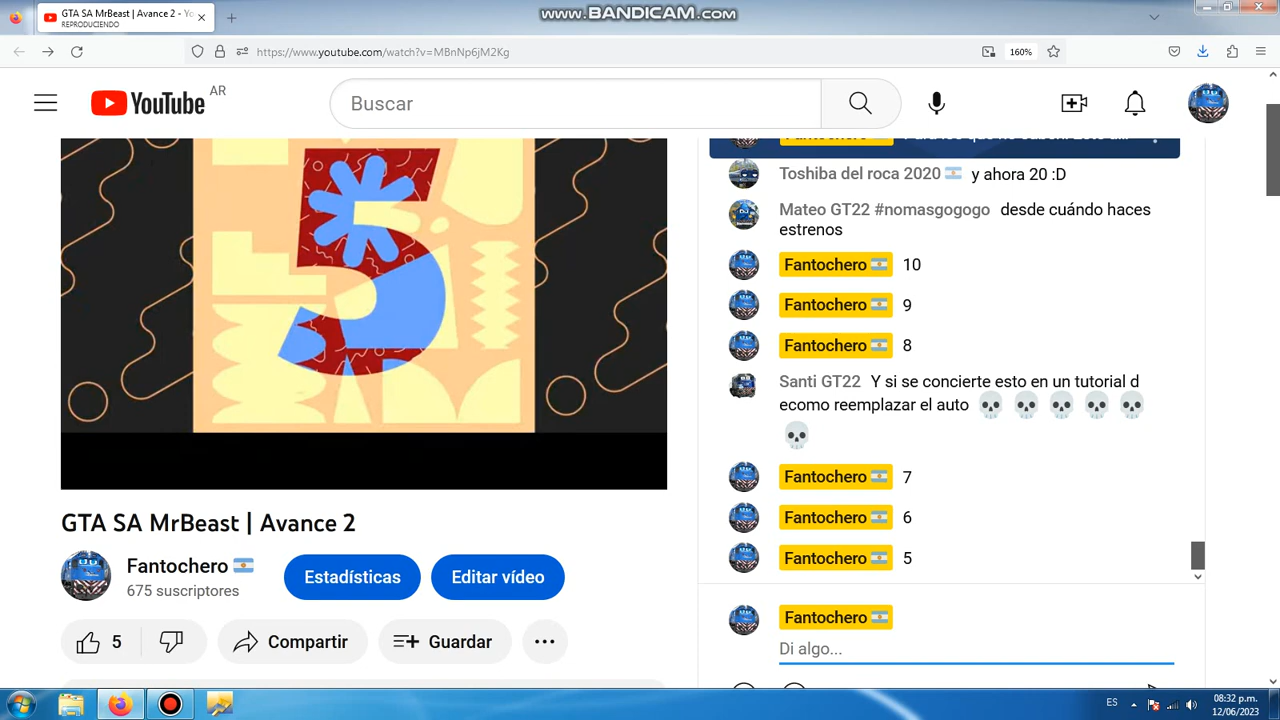 GTA SA MrBeast | Avance 2 - Yo
REPRODUCIENDO
www.BANDICAM.com
https://www.youtube.com/watch?v=MBnNp6jM2Kg
160%
YouTube AR
Buscar
5
Fantochero
Toshiba del roca 2020 y ahora 20 :D
Mateo GT22 #nomasgogogo desde cuándo haces
estrenos
Fantochero 10
Fantochero 9
Fantochero 8
Santi GT22 Y si se concierte esto en un tutorial d
ecomo reemplazar el auto
Fantochero 7
Fantochero 6
Fantochero 5
Fantochero
Di algo...
GTA SA MrBeast | Avance 2
Fantochero
675 suscriptores
Estadísticas
Editar vídeo
5
Compartir
Guardar
ES
08:32 p.m.
12/06/2023